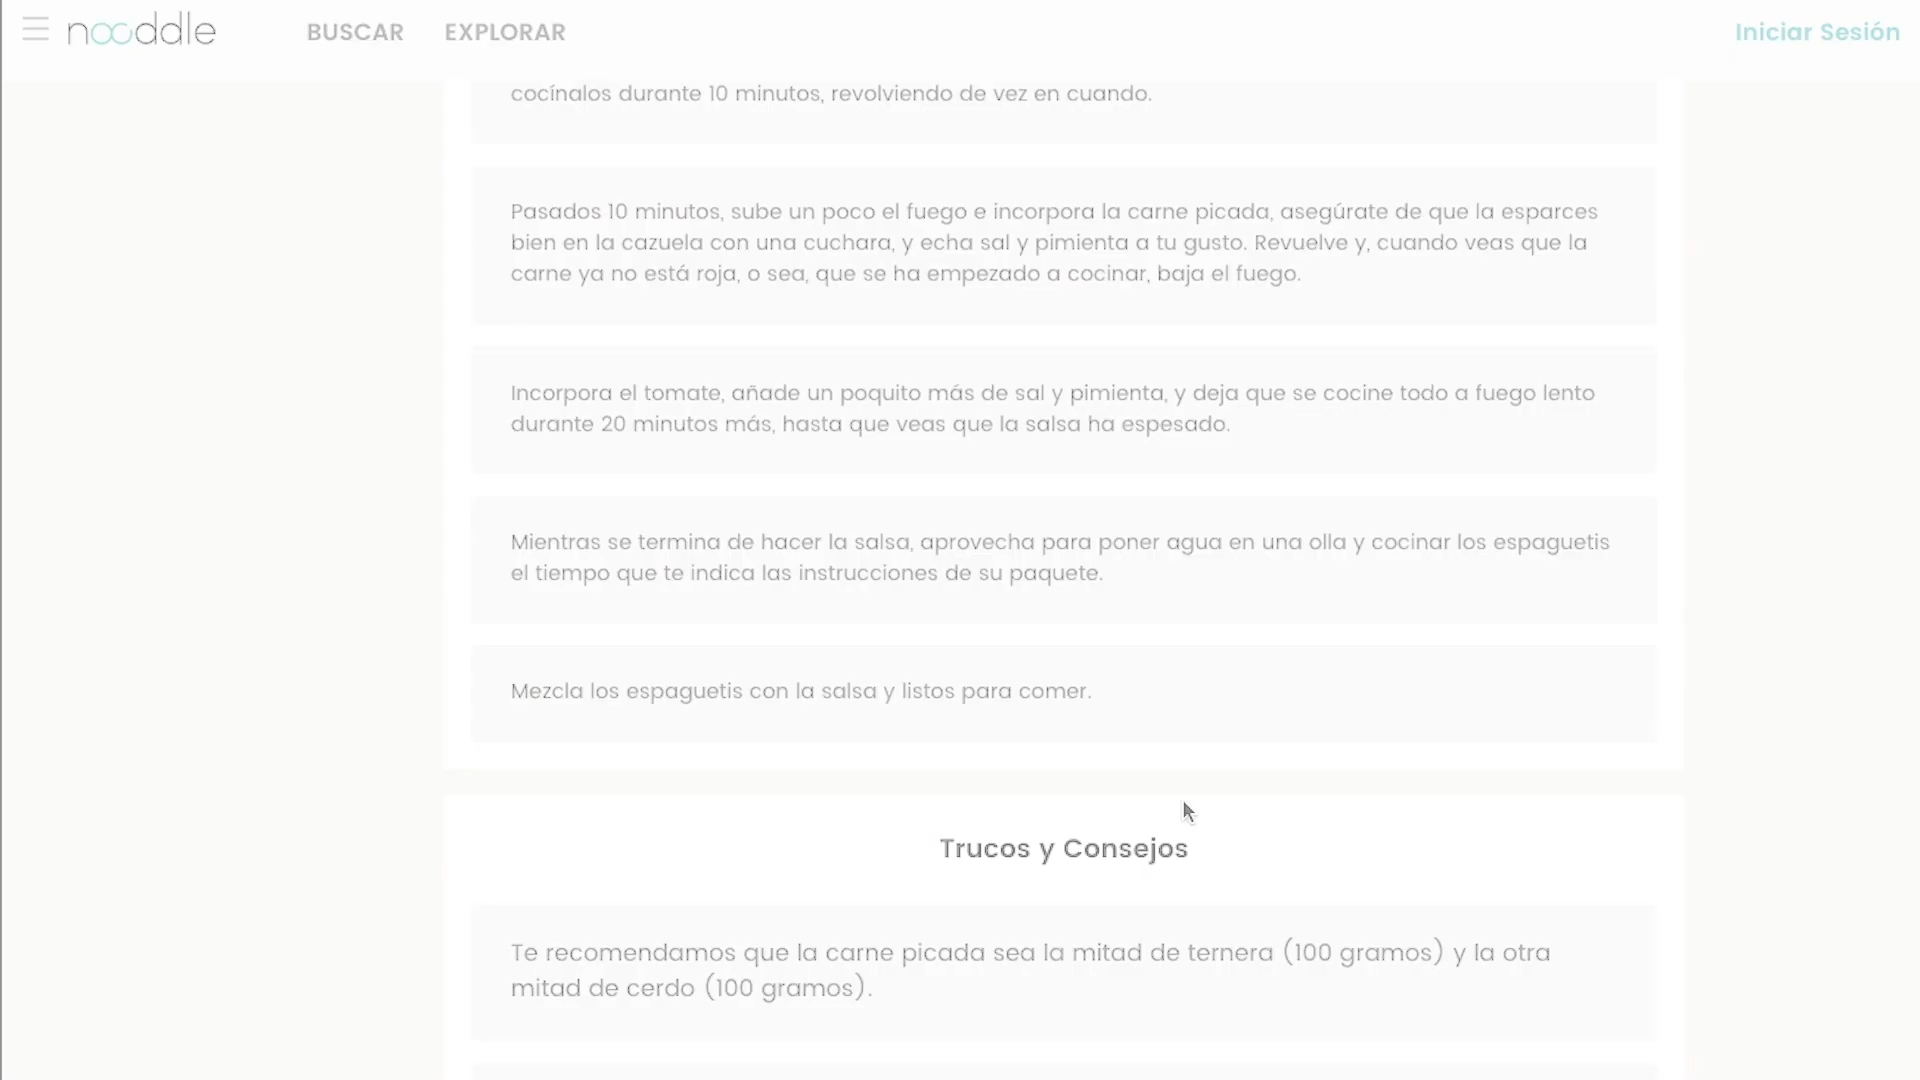 nooddle
BUSCAR
EXPLORAR
Iniciar Sesión
cocínalos durante 10 minutos, revolviendo de vez en cuando.
Pasados 10 minutos, sube un poco el fuego e incorpora la carne picada, asegúrate de que la esparces
bien en la cazuela con una cuchara, y echa sal y pimienta a tu gusto. Revuelve y, cuando veas que la
carne ya no está roja, o sea, que se ha empezado a cocinar, baja el fuego.
Incorpora el tomate, añade un poquito más de sal y pimienta, y deja que se cocine todo a fuego lento
durante 20 minutos más, hasta que veas que la salsa ha espesado.
Mientras se termina de hacer la salsa, aprovecha para poner agua en una olla y cocinar los espaguetis
el tiempo que te indica las instrucciones de su paquete.
Mezcla los espaguetis con la salsa y listos para comer.
Trucos y Consejos
Te recomendamos que la carne picada sea la mitad de ternera (100 gramos) y la otra
mitad de cerdo (100 gramos).